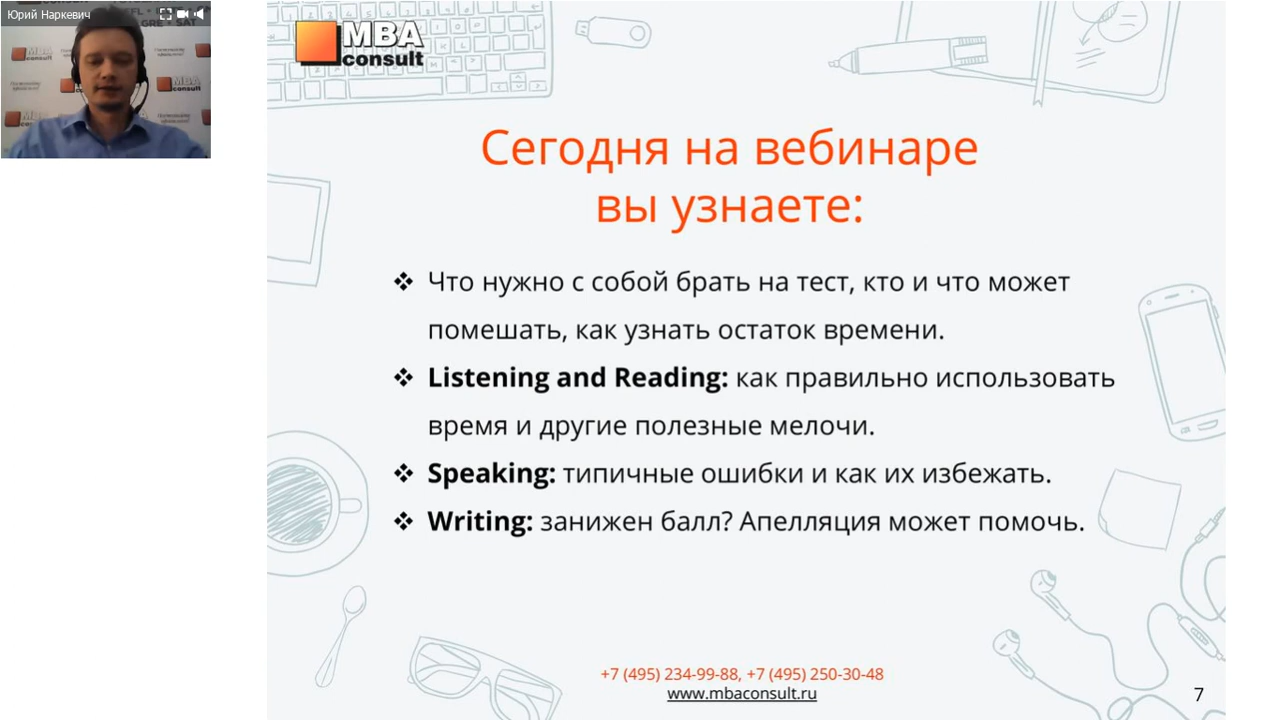 Юрий Наркевич
MBA
consult
Сегодня на вебинаре
вы узнаете:
❖ Что нужно с собой брать на тест, кто и что может
помешать, как узнать остаток времени.
❖ Listening and Reading: как правильно использовать
время и другие полезные мелочи.
❖ Speaking: типичные ошибки и как их избежать.
❖ Writing: занижен балл? Апелляция может помочь.
+7 (495) 234-99-88, +7 (495) 250-30-48
www.mbaconsult.ru
7